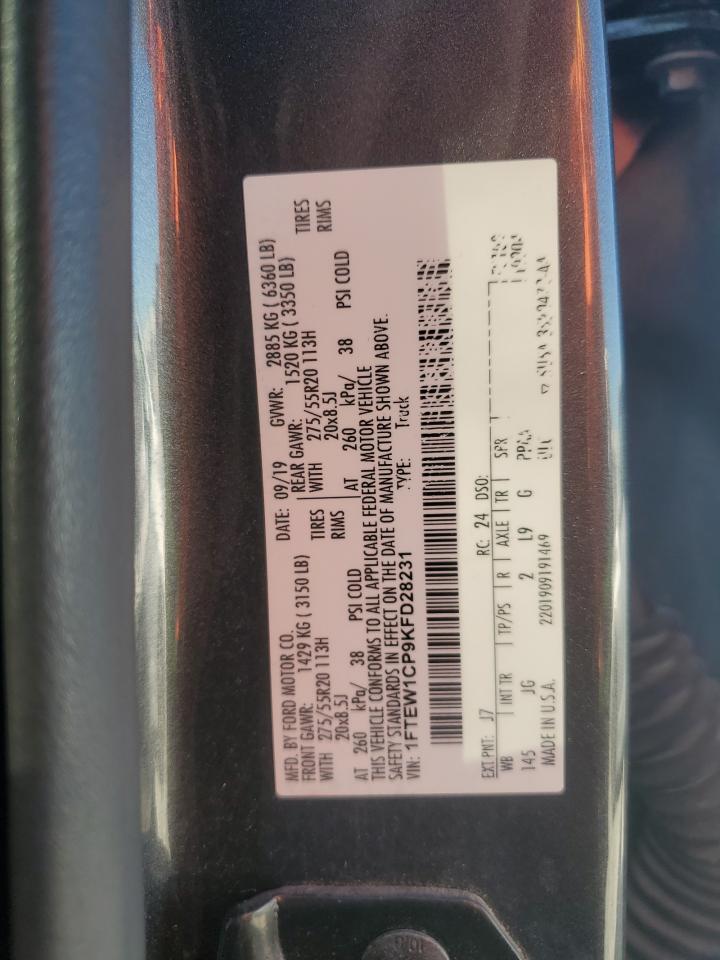 MFD. BY FORD MOTOR CO. DATE: 09/19 GVWR: 2885 KG ( 6360 LB)
FRONT GAWR: 1429 KG ( 3150 LB) REAR GAWR: 1520 KG ( 3350 LB)
WITH 275/55R20 113H TIRES WITH 275/55R20 113H TIRES
20x8.5J RIMS 20x8.5J RIMS
AT 260 kPa/ 38 PSI COLD AT 260 kPa/ 38 PSI COLD
THIS VEHICLE CONFORMS TO ALL APPLICABLE FEDERAL MOTOR VEHICLE
SAFETY STANDARDS IN EFFECT ON THE DATE OF MANUFACTURE SHOWN ABOVE.
VIN: 1FTEW1CP9KFD28231 TYPE: Truck
EXT PNT: J7 RC: 24 DSO:
WB INT TR TP/PS R AXLE TR SPR
145 JG 2 L9 G PPAA
MADE IN U.S.A. 2201909191469